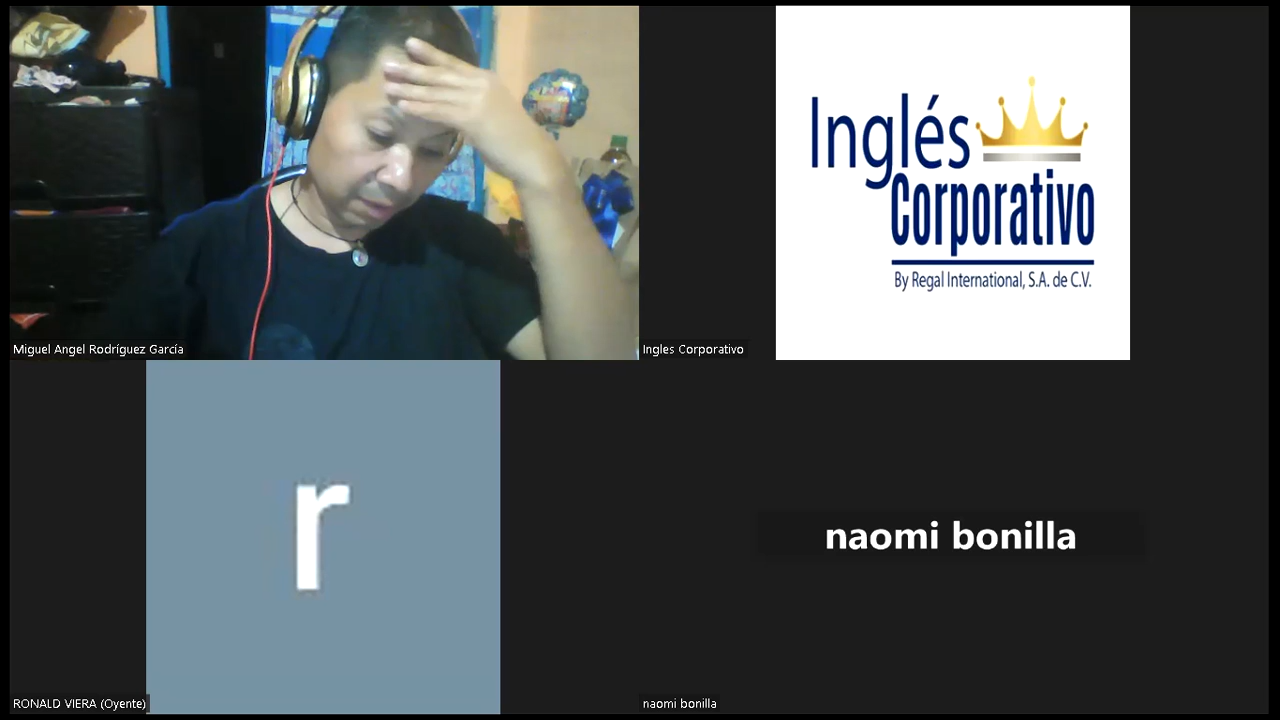 Inglés
Corporativo
By Regal International, S.A. de C.V.
Miguel Angel Rodríguez García
Ingles Corporativo
r
naomi bonilla
RONALD VIERA (Oyente)
naomi bonilla